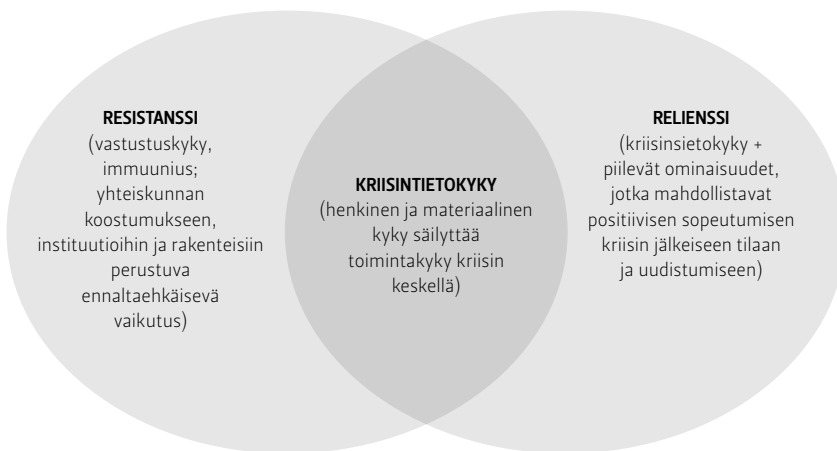 RESISTANSSI
(vastustuskyky,
immuunius;
yhteiskunnan
koostumukseen,
instituutioihin ja rakenteisiin
perustuva
ennaltaehkäisevä
vaikutus)
KRIISINTIETOKYKY
(henkinen ja materiaalinen
kyky säilyttää
toimintakyky kriisin
keskellä)
RELIENSSI
(kriisinsietokyky +
piilevät ominaisuudet,
jotka mahdollistavat
positiivisen sopeutumisen
kriisin jälkeiseen tilaan
ja uudistumiseen)